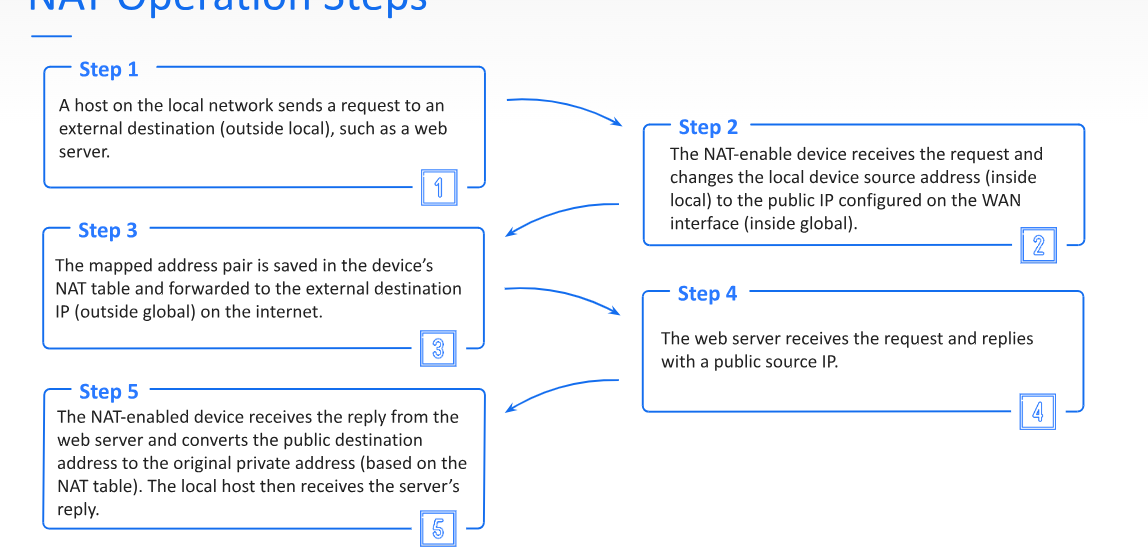 NAT Operation Steps
Step 1
A host on the local network sends a request to an
external destination (outside local), such as a web
server.
1
Step 2
The NAT-enable device receives the request and
changes the local device source address (inside
local) to the public IP configured on the WAN
interface (inside global).
2
Step 3
The mapped address pair is saved in the device’s
NAT table and forwarded to the external destination
IP (outside global) on the internet.
3
Step 4
The web server receives the request and replies
with a public source IP.
4
Step 5
The NAT-enabled device receives the reply from the
web server and converts the public destination
address to the original private address (based on the
NAT table). The local host then receives the server’s
reply.
5